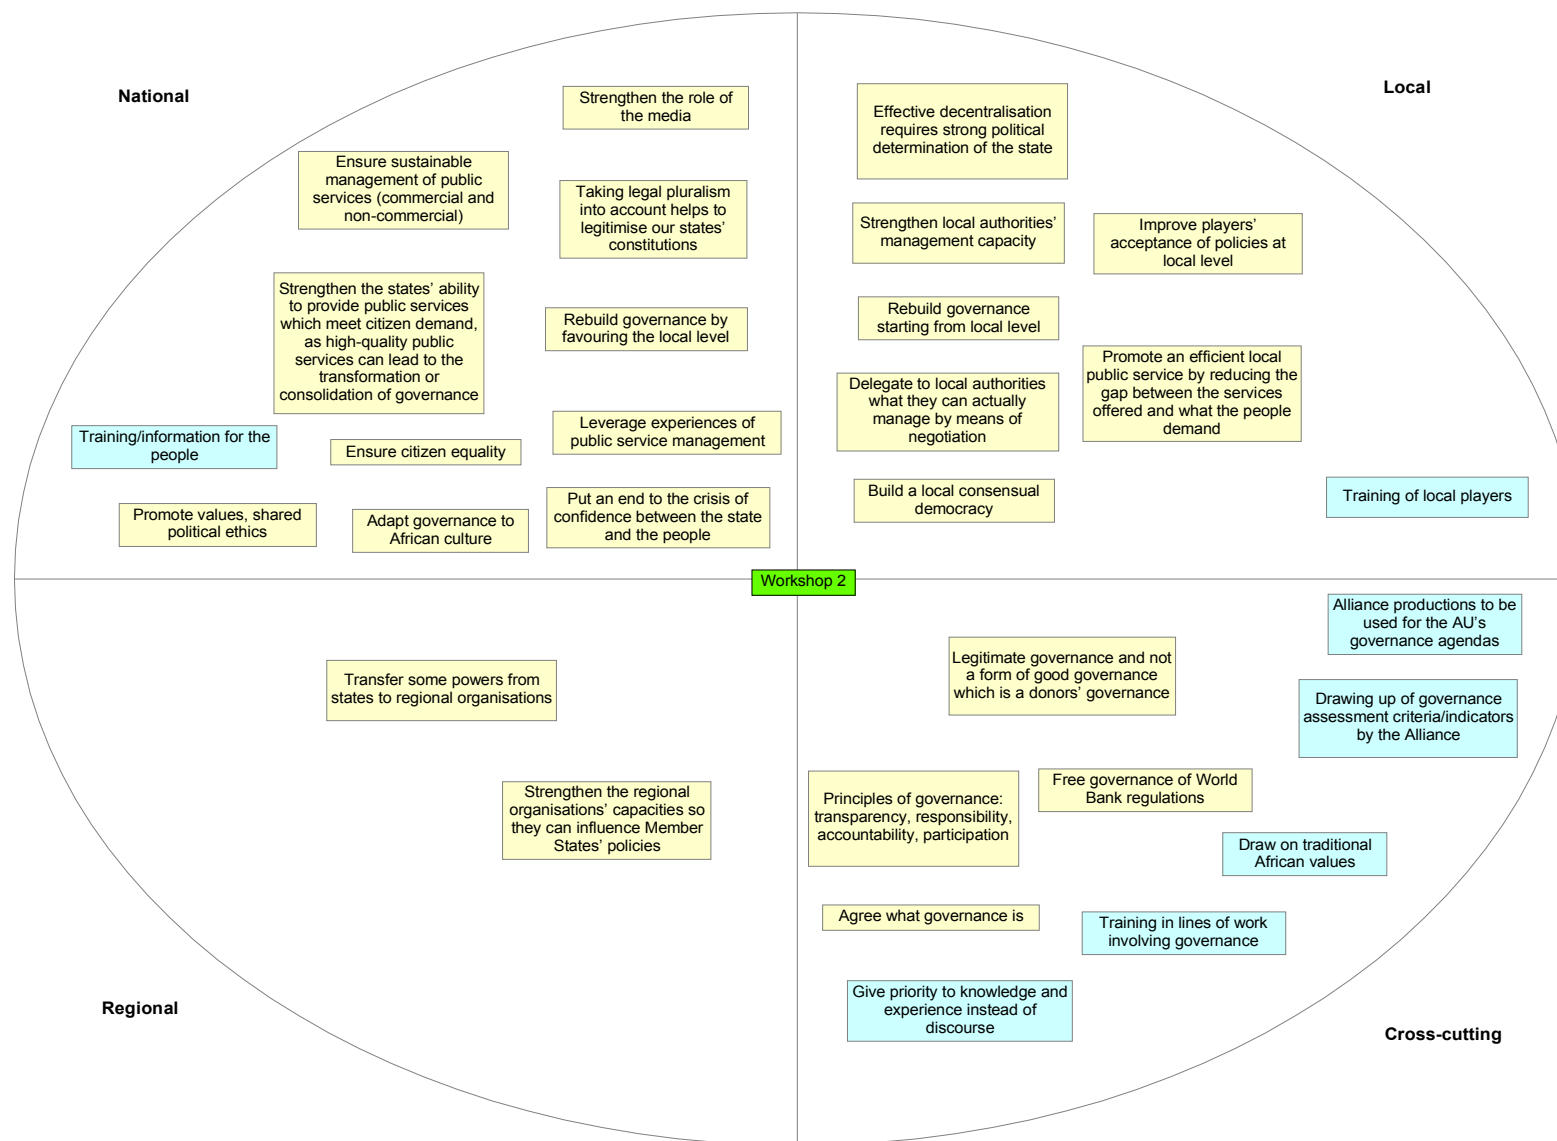 National
Strengthen the role of
the media
Ensure sustainable
management of public
services (commercial and
non-commercial)
Taking legal pluralism
into account helps to
legitimise our states’
constitutions
Strengthen the states’ ability
to provide public services
which meet citizen demand,
as high-quality public
services can lead to the
transformation or
consolidation of governance
Rebuild governance by
favouring the local level
Training/information for the
people
Ensure citizen equality
Leverage experiences of
public service management
Promote values, shared
political ethics
Adapt governance to
African culture
Put an end to the crisis of
confidence between the state
and the people
Local
Effective decentralisation
requires strong political
determination of the state
Strengthen local authorities’
management capacity
Improve players’
acceptance of policies at
local level
Rebuild governance
starting from local level
Promote an efficient local
public service by reducing the
gap between the services
offered and what the people
demand
Delegate to local authorities
what they can actually
manage by means of
negotiation
Build a local consensual
democracy
Training of local players
Workshop 2
Transfer some powers from
states to regional organisations
Strengthen the regional
organisations’ capacities so
they can influence Member
States’ policies
Regional
Alliance productions to be
used for the AU’s
governance agendas
Legitimate governance and not
a form of good governance
which is a donors’ governance
Drawing up of governance
assessment criteria/indicators
by the Alliance
Principles of governance:
transparency, responsibility,
accountability, participation
Free governance of World
Bank regulations
Draw on traditional
African values
Agree what governance is
Training in lines of work
involving governance
Give priority to knowledge and
experience instead of
discourse
Cross-cutting